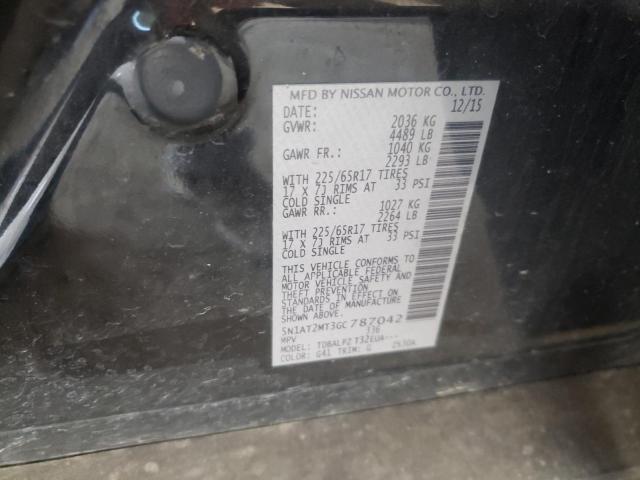 MFD BY NISSAN MOTOR CO., LTD.
DATE: 12/15
GVWR: 2036 KG
4489 LB
GAWR FR.: 1040 KG
2293 LB
WITH 225/65R17 TIRES
17 X 7J RIMS AT 33 PSI
COLD SINGLE
GAWR RR.: 1027 KG
2264 LB
WITH 225/65R17 TIRES
17 X 7J RIMS AT 33 PSI
COLD SINGLE
THIS VEHICLE CONFORMS TO
ALL APPLICABLE FEDERAL
MOTOR VEHICLE SAFETY AND
THEFT PREVENTION
STANDARDS IN EFFECT ON
THE DATE OF MANUFACTURE
5N1AT2MT3GC787042
MPV 336
MODEL: TDBALPZ T32EUA---
COLOR: G41 TRIM: G 2530A